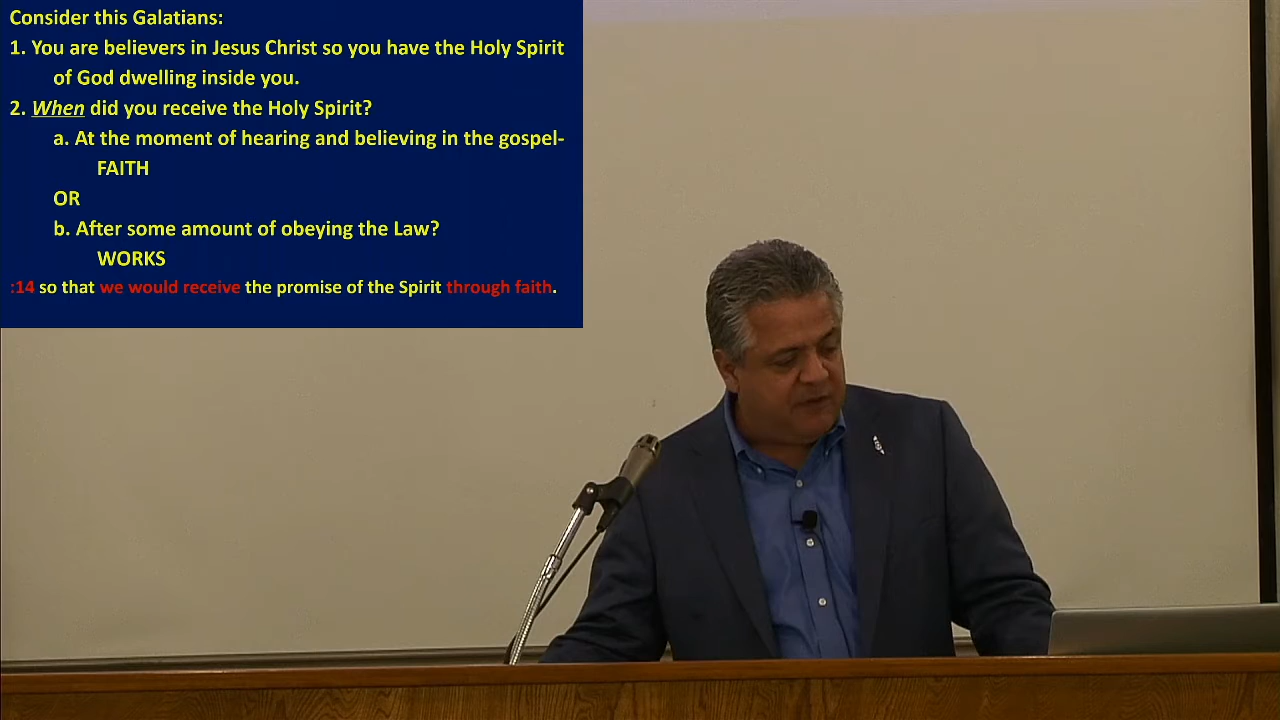 Consider this Galatians:
1. You are believers in Jesus Christ so you have the Holy Spirit
of God dwelling inside you.
2. When did you receive the Holy Spirit?
a. At the moment of hearing and believing in the gospel-
FAITH
OR
b. After some amount of obeying the Law?
WORKS
:14 so that we would receive the promise of the Spirit through faith.